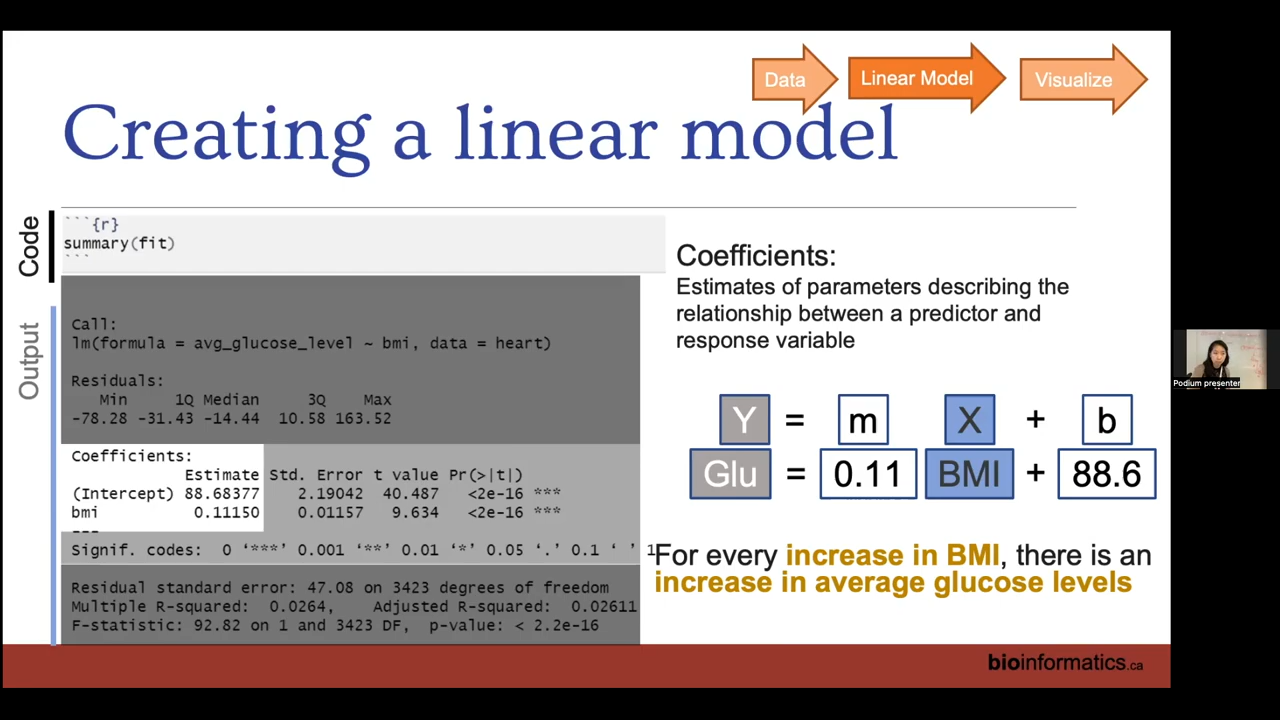 Data
Linear Model
Visualize
Creating a linear model
Code
```{r}
summary(fit)
```
Output
Call:
lm(formula = avg_glucose_level ~ bmi, data = heart)
Residuals:
Min 1Q Median 3Q Max
-78.28 -31.43 -14.44 10.58 163.52
Coefficients:
Estimate Std. Error t value Pr(>|t|)
(Intercept) 88.68377 2.19042 40.487 <2e-16 ***
bmi 0.11150 0.01157 9.634 <2e-16 ***
---
Signif. codes: 0 ‘***’ 0.001 ‘**’ 0.01 ‘*’ 0.05 ‘.’ 0.1 ‘ ’ 1
Residual standard error: 47.08 on 3423 degrees of freedom
Multiple R-squared: 0.0264, Adjusted R-squared: 0.02611
F-statistic: 92.82 on 1 and 3423 DF, p-value: < 2.2e-16
Coefficients:
Estimates of parameters describing the
relationship between a predictor and
response variable
Y = m X + b
Glu = 0.11 BMI + 88.6
For every increase in BMI, there is an
increase in average glucose levels
Podium presenter
bioinformatics.ca